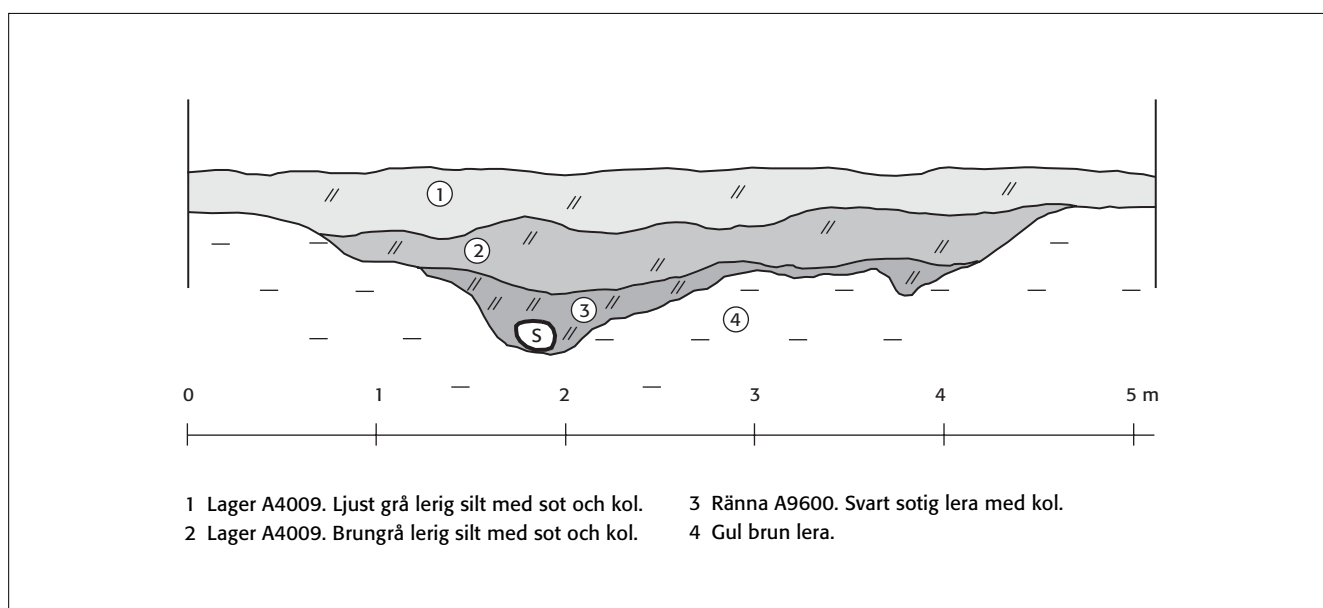 1
2
3
S
4
0 1 2 3 4 5 m
1 Lager A4009. Ljust grå lerig silt med sot och kol.
2 Lager A4009. Brungrå lerig silt med sot och kol.
3 Ränna A9600. Svart sotig lera med kol.
4 Gul brun lera.